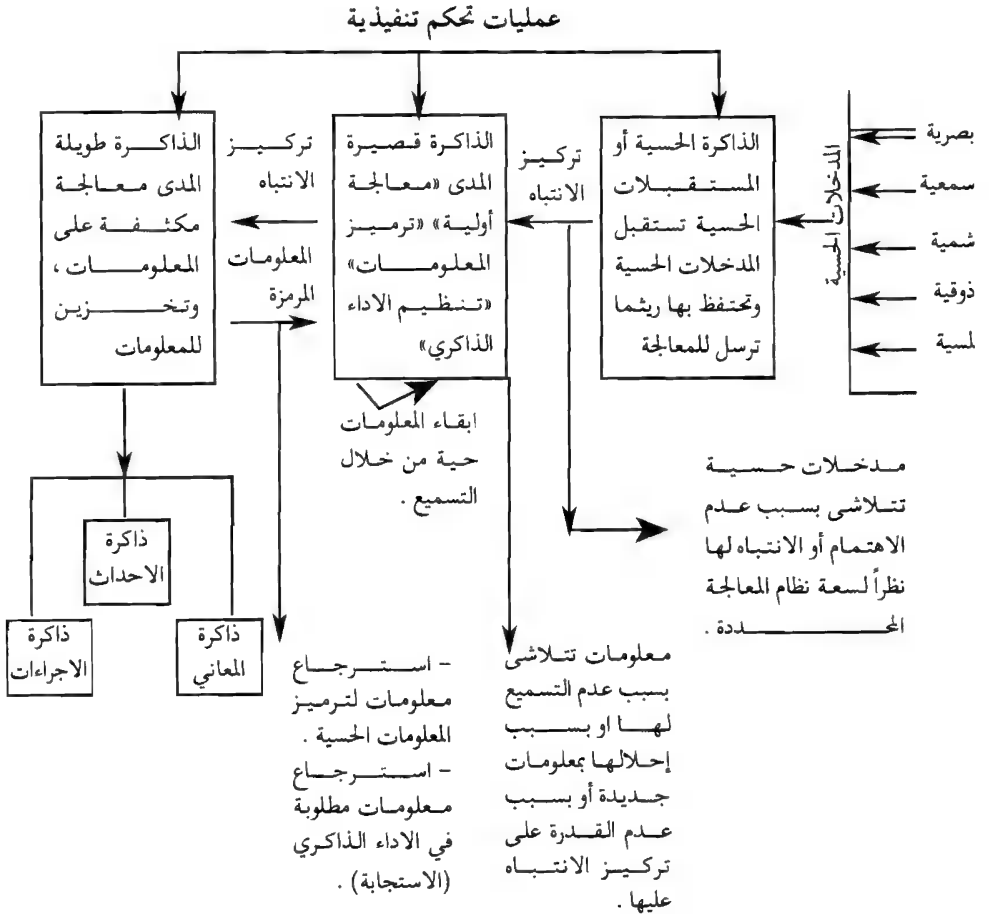 عمليات تحكم تنفيذية
بصرية
سمعية
شمية
ذوقية
لمسية
المدخلات الحسية
الذاكرة الحسية أو
المستقبلات
الحسية تستقبل
المدخلات الحسية
وتحتفظ بها ريثما
ترسل للمعالجة
تركيز
الانتباه
الذاكرة قصيرة
المدى «معالجة
أولية» «ترميز
المعلومات»
«تنظيم الاداء
الذاكري»
تركيز
الانتباه
المعلومات
المرمزة
الذاكرة طويلة
المدى معالجة
مكثفة على
المعلومات ،
وتخزين
للمعلومات
ابقاء المعلومات
حية من خلال
التسميع .
مدخلات حسية
تتلاشى بسبب عدم
الاهتمام أو الانتباه لها
نظراً لسعة نظام المعالجة
المحددة .
ذاكرة
الاحداث
ذاكرة
المعاني
ذاكرة
الاجراءات
معلومات تتلاشى
بسبب عدم التسميع
لها او بسبب
إحلالها بمعلومات
جديدة أو بسبب
عدم القدرة على
تركيز الانتباه
عليها .
– استرجاع
معلومات لترميز
المعلومات الحسية .
– استرجاع
معلومات مطلوبة
في الاداء الذاكري
(الاستجابة) .